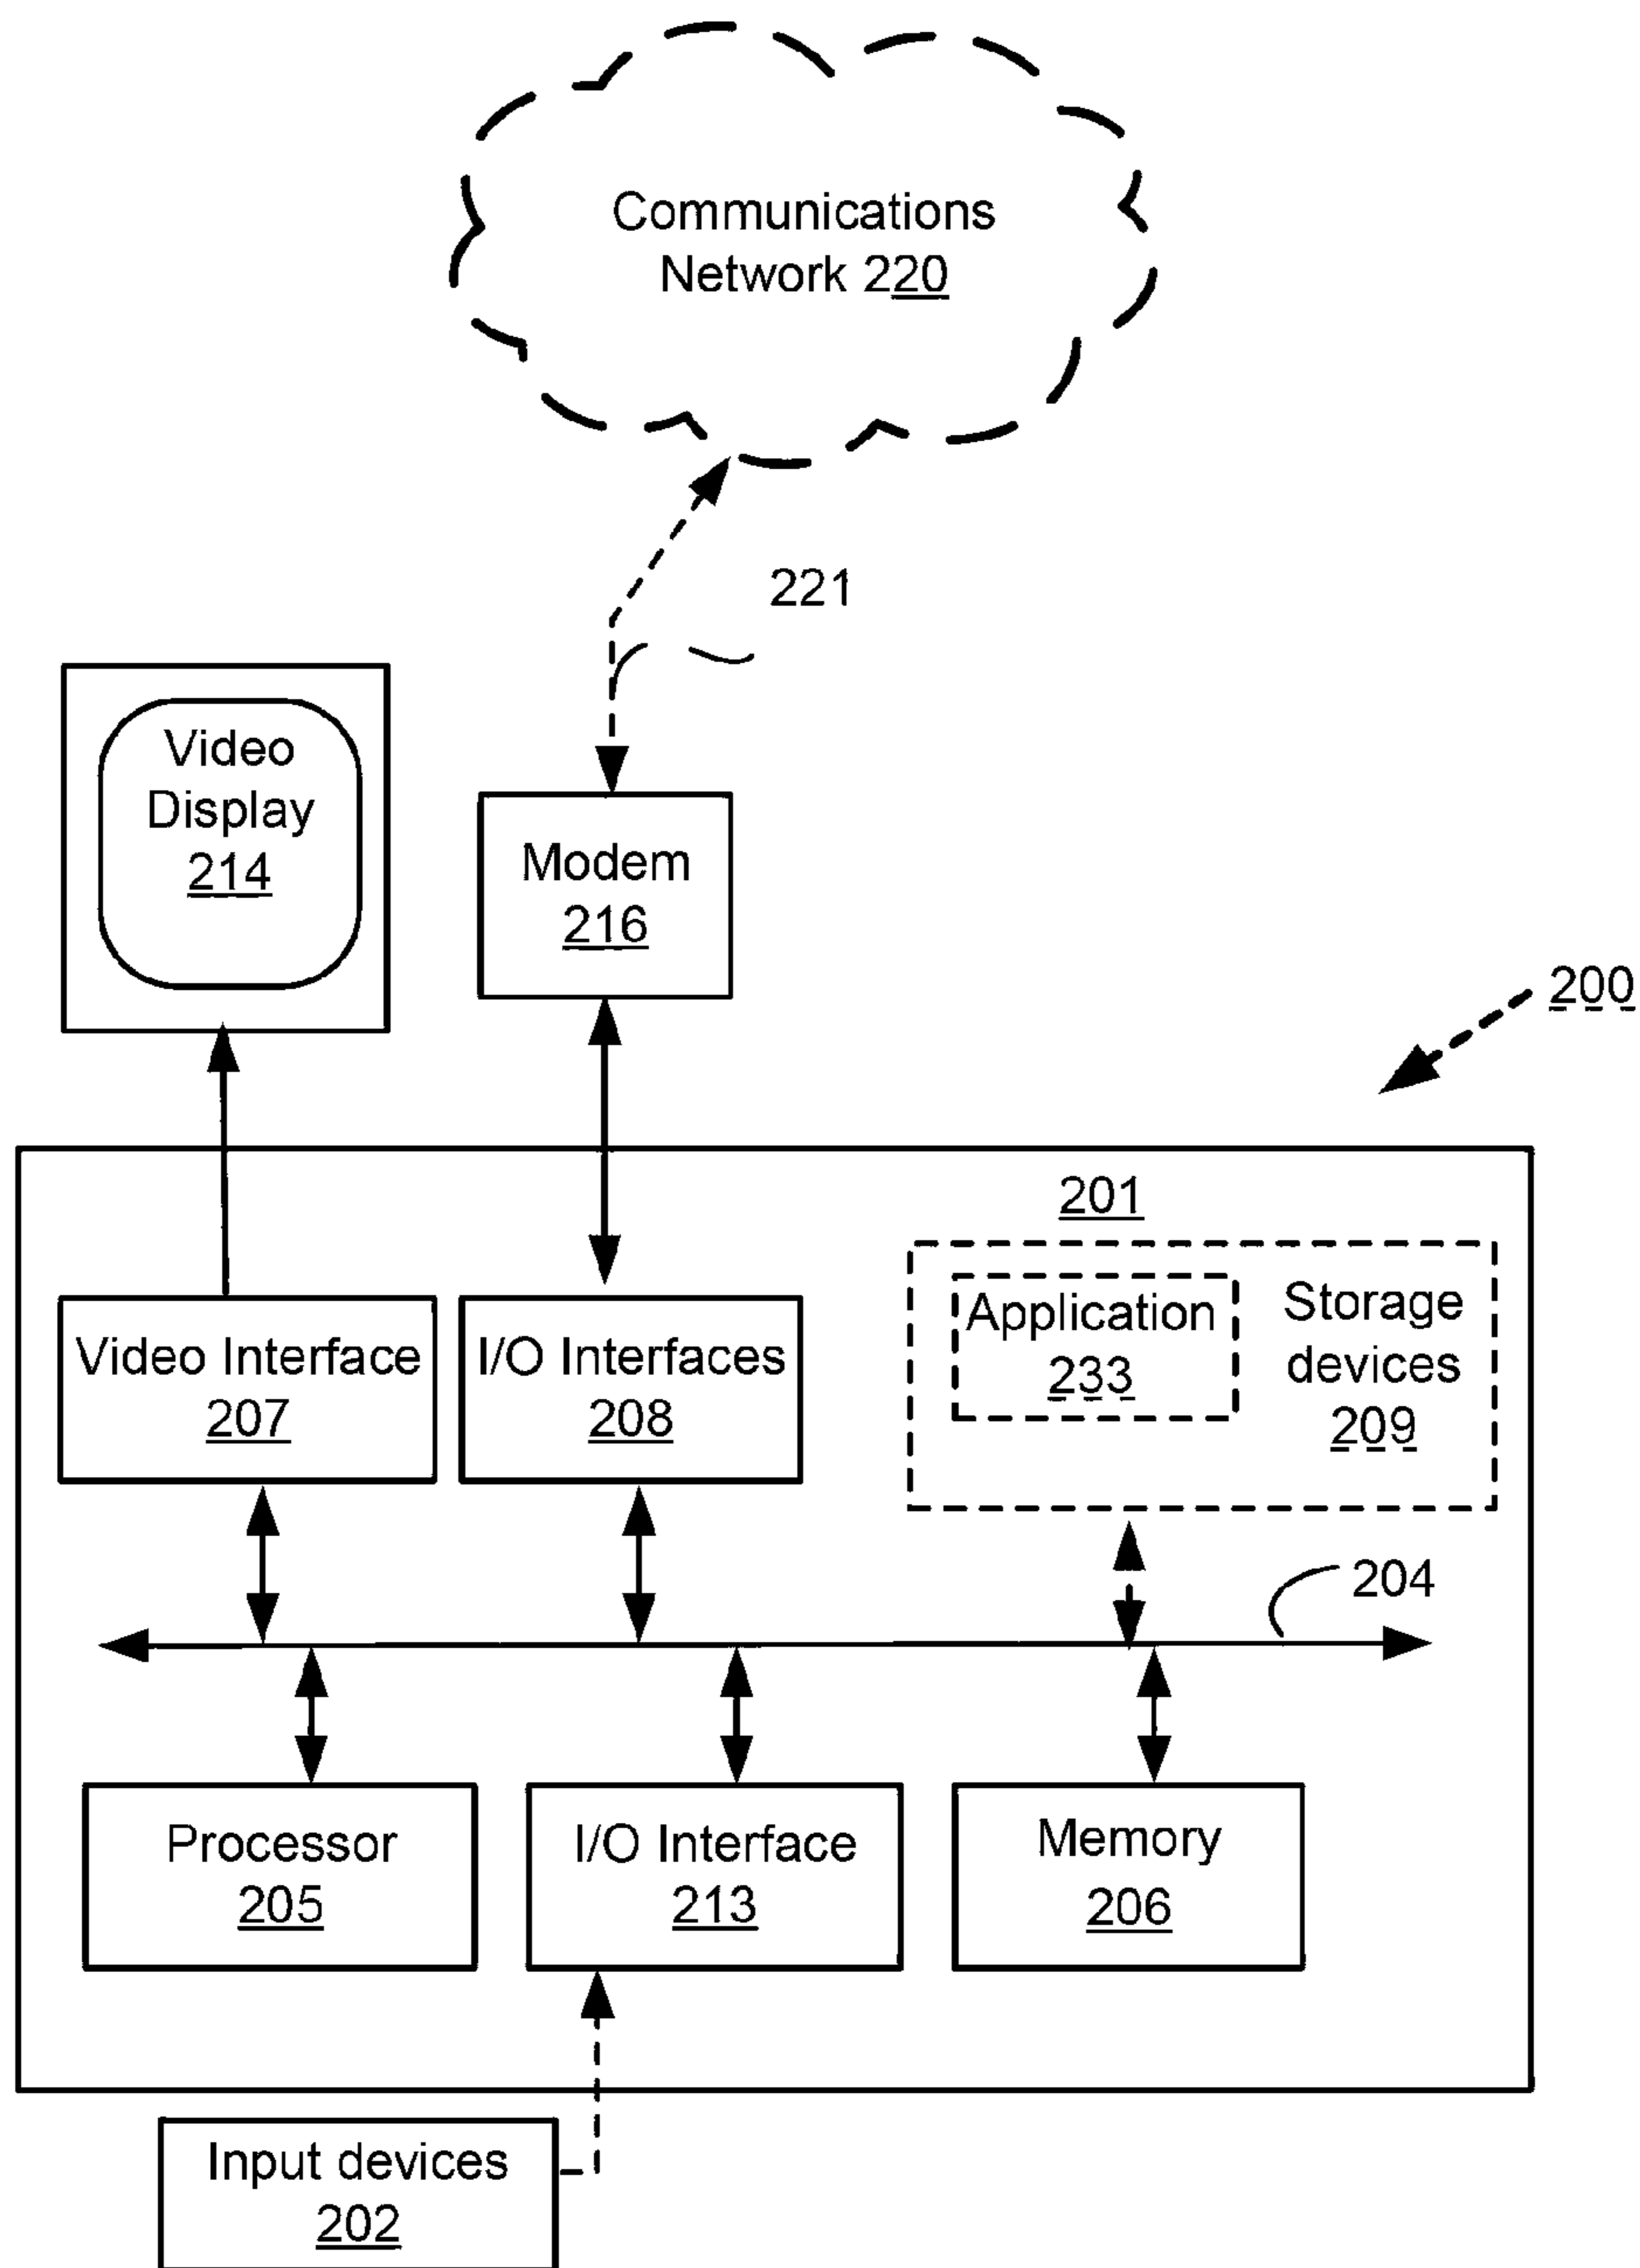 Communications
Network 220
221
Video
Display
214
Modem
216
200
201
Application
233
Storage
devices
209
Video Interface
207
I/O Interfaces
208
204
Processor
205
I/O Interface
213
Memory
206
Input devices
202